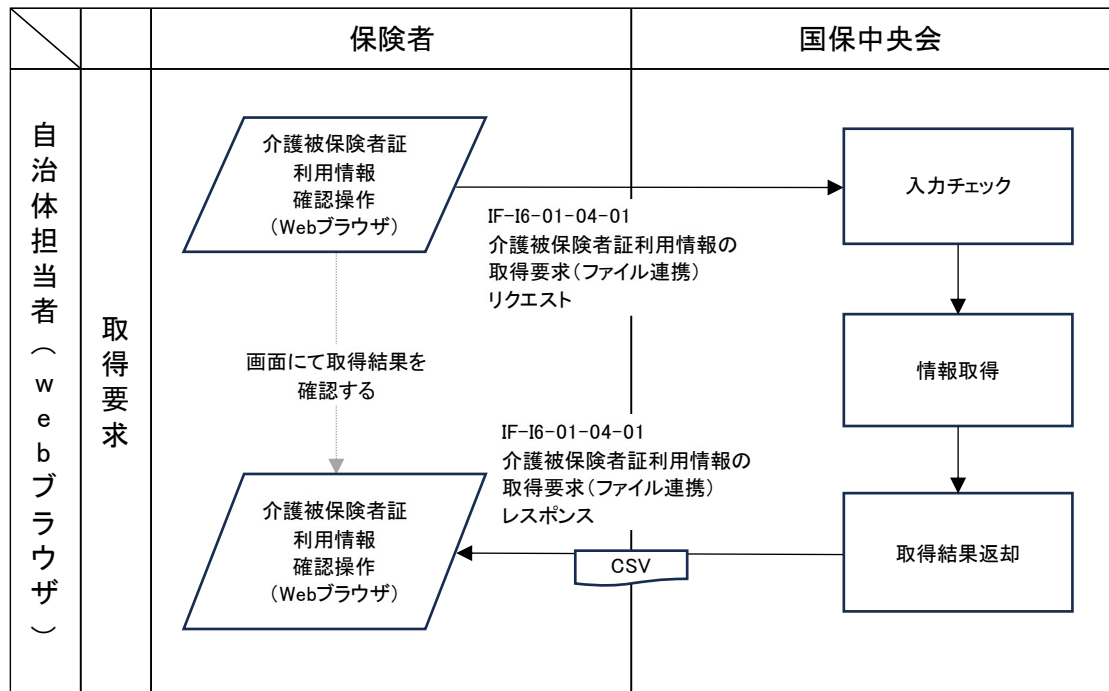 保険者
国保中央会
自治体担当者(webブラウザ)
取得要求
介護被保険者証
利用情報
確認操作
(Webブラウザ)
入力チェック
IF-I6-01-04-01
介護被保険者証利用情報の
取得要求(ファイル連携)
リクエスト
画面にて取得結果を
確認する
情報取得
IF-I6-01-04-01
介護被保険者証利用情報の
取得要求(ファイル連携)
レスポンス
介護被保険者証
利用情報
確認操作
(Webブラウザ)
CSV
取得結果返却